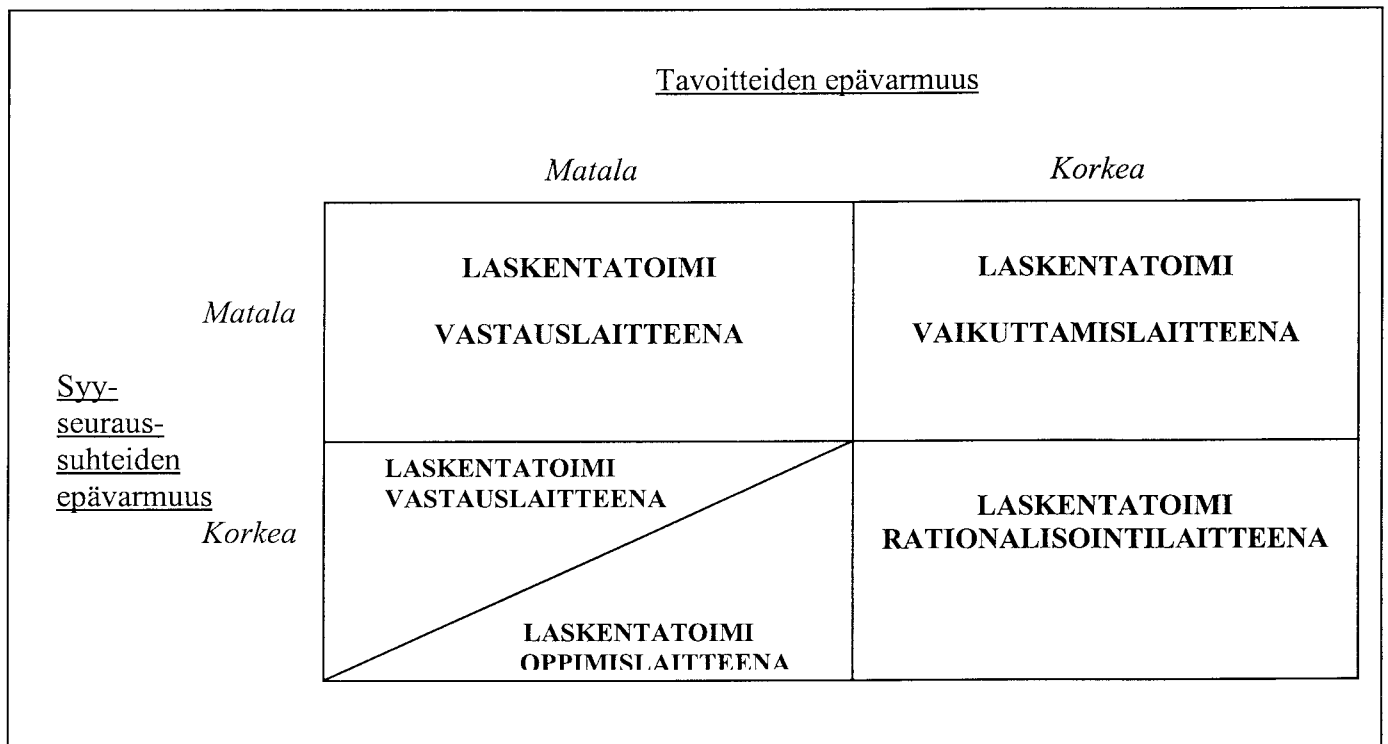 Tavoitteiden epävarmuus
Matala
Korkea
LASKENTATOIMI
VASTAUSLAITTEENA
LASKENTATOIMI
VAIKUTTAMISLAITTEENA
Matala
Syy-
seuraus-
suhteiden
epävarmuus
Korkea
LASKENTATOIMI
VASTAUSLAITTEENA
LASKENTATOIMI
OPPIMISLAITTEENA
LASKENTATOIMI
RATIONALISOINTILAITTEENA